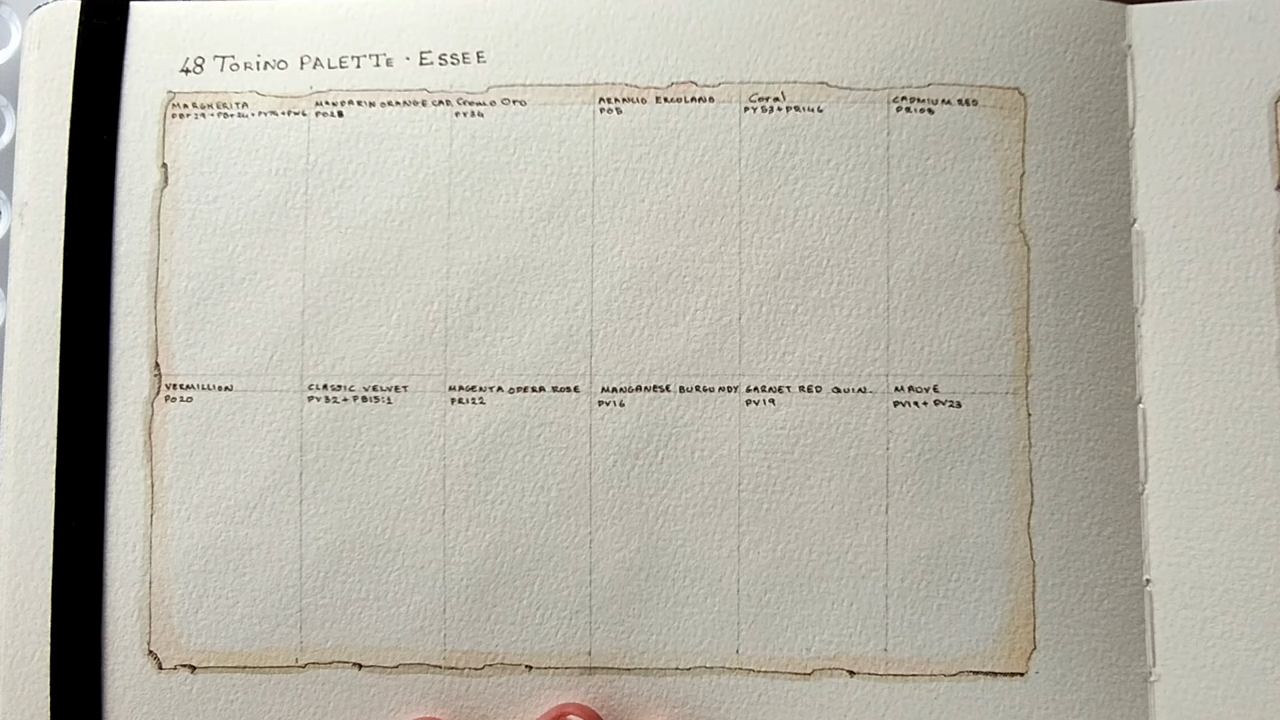 48 TORINO PALETTE · ESSEE
MARGHERITA
MANDARIN ORANGE CAD.
PO20
Cromo Oro
PY34
ARANCIO ERCOLANO
PO5
Coral
PY83+PR146
CADMIUM RED
PR108
VERMILLION
PO20
CLASSIC VELVET
PV32+PB15:1
MAGENTA OPERA ROSE
PR122
MANGANESE BURGUNDY
PV16
GARNET RED QUIN.
PV19
MAUVE
PV19+PV23